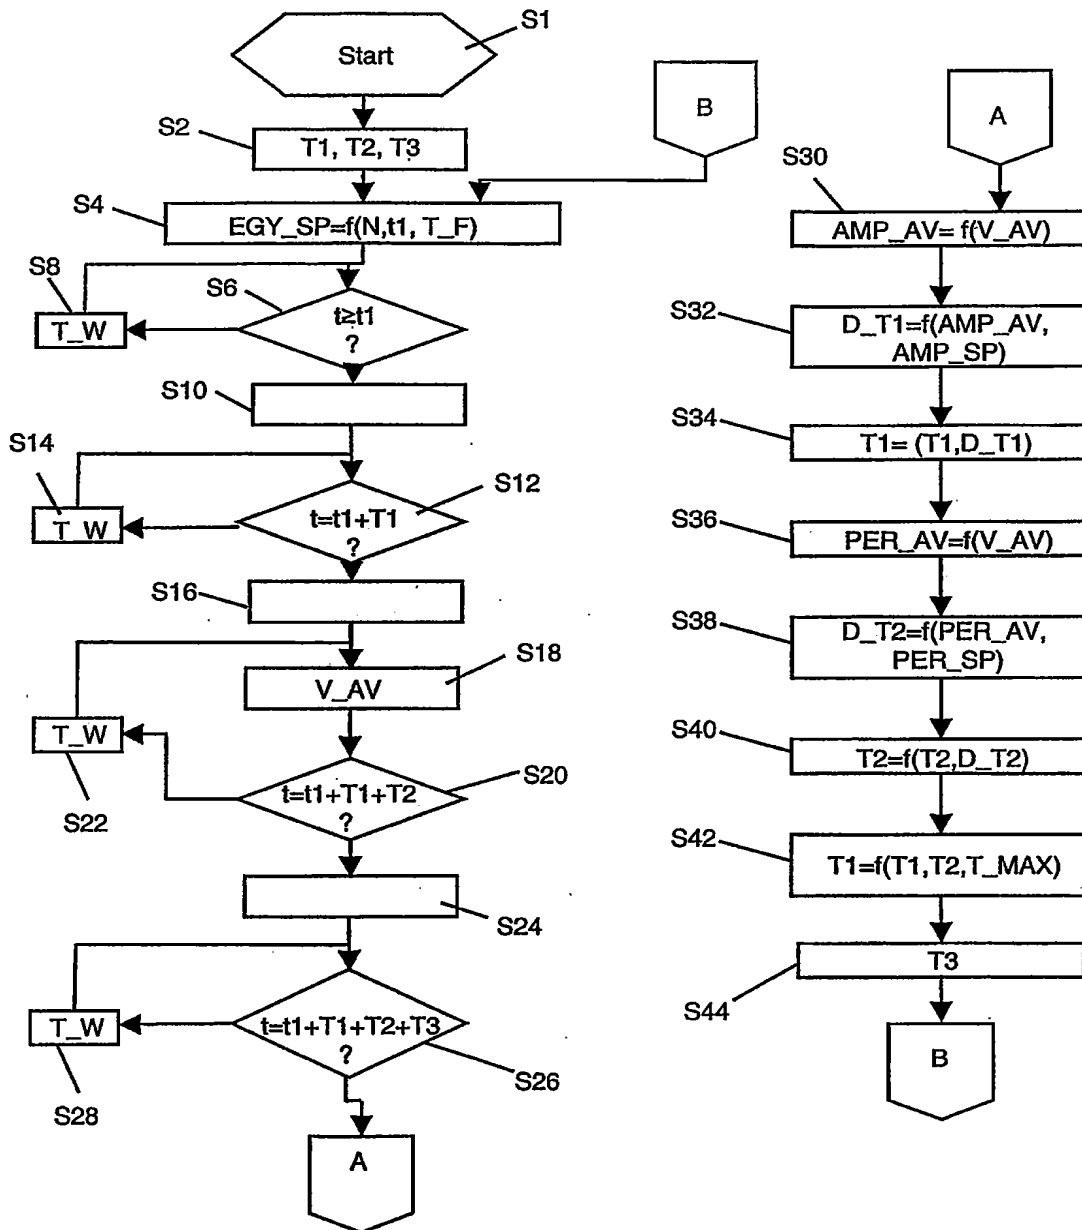 S1
Start
S2
T1, T2, T3
B
A
S4
EGY_SP=f(N,t1, T_F)
S8
T_W
S6
t≥t1
?
S10
S14
T_W
S12
t=t1+T1
?
S16
S18
V_AV
T_W
S22
S20
t=t1+T1+T2
?
S24
T_W
S28
t=t1+T1+T2+T3
?
S26
A
S30
AMP_AV= f(V_AV)
S32
D_T1=f(AMP_AV,
AMP_SP)
S34
T1= (T1,D_T1)
S36
PER_AV=f(V_AV)
S38
D_T2=f(PER_AV,
PER_SP)
S40
T2=f(T2,D_T2)
S42
T1=f(T1,T2,T_MAX)
T3
S44
B